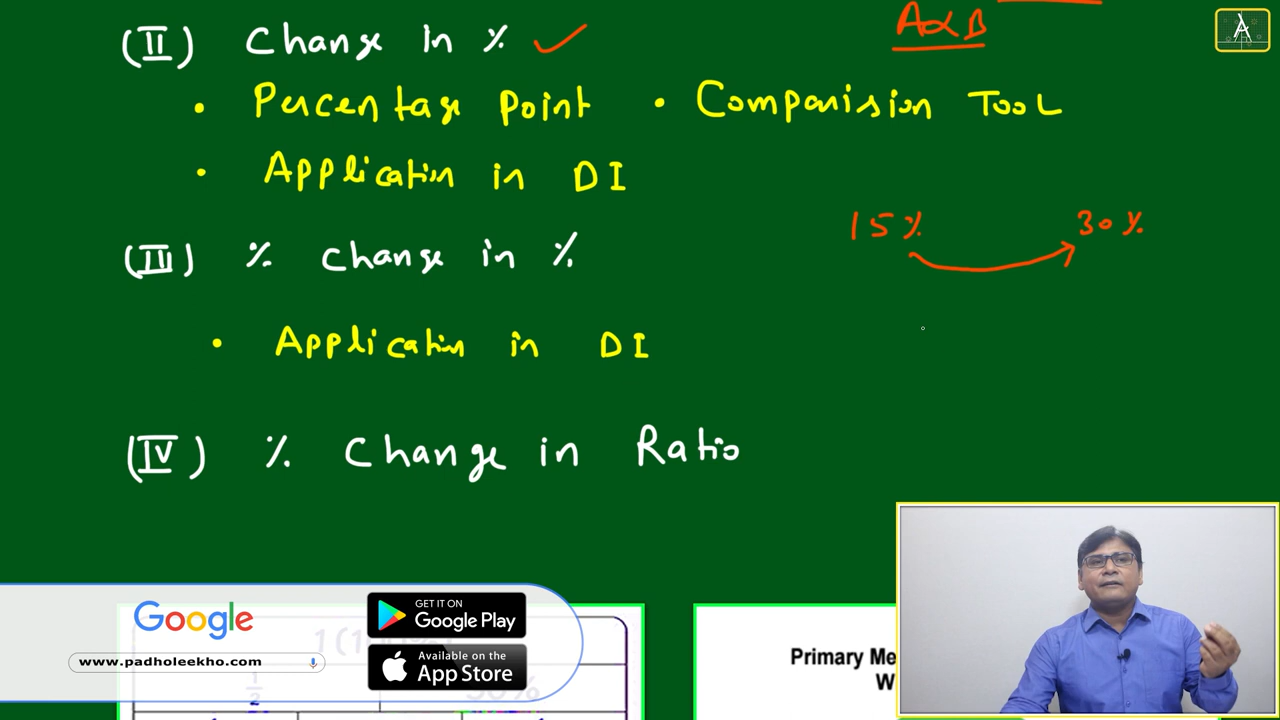 A∝B
(II) Change in % ✓
• Percentage Point • Comparision Tool
• Application in DI
15% 30%
(III) % change in %
• Application in DI
(IV) % Change in Ratio
Google
www.padholeekho.com
GET IT ON
Google Play
Available on the
App Store
1/2
Primary Me
W